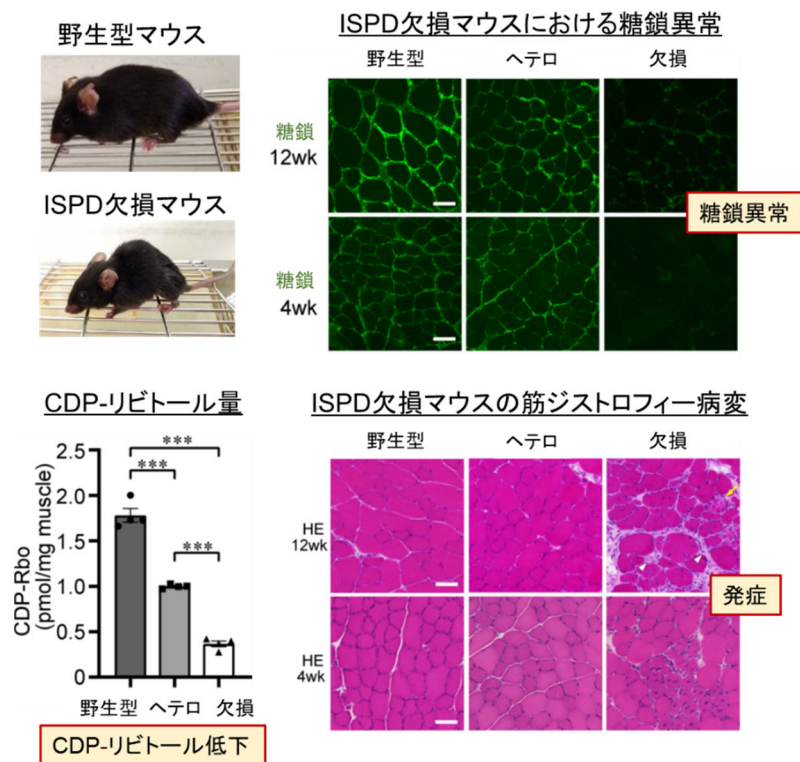 野生型マウス
ISPD欠損マウス
ISPD欠損マウスにおける糖鎖異常
野生型
ヘテロ
欠損
糖鎖
12wk
糖鎖異常
糖鎖
4wk
CDP-リビトール量
CDP-Rbo
(pmol/mg muscle)
2.5
2.0
1.5
1.0
0.5
0
***
***
***
野生型
ヘテロ
欠損
CDP-リビトール低下
ISPD欠損マウスの筋ジストロフィー病変
野生型
ヘテロ
欠損
HE
12wk
発症
HE
4wk